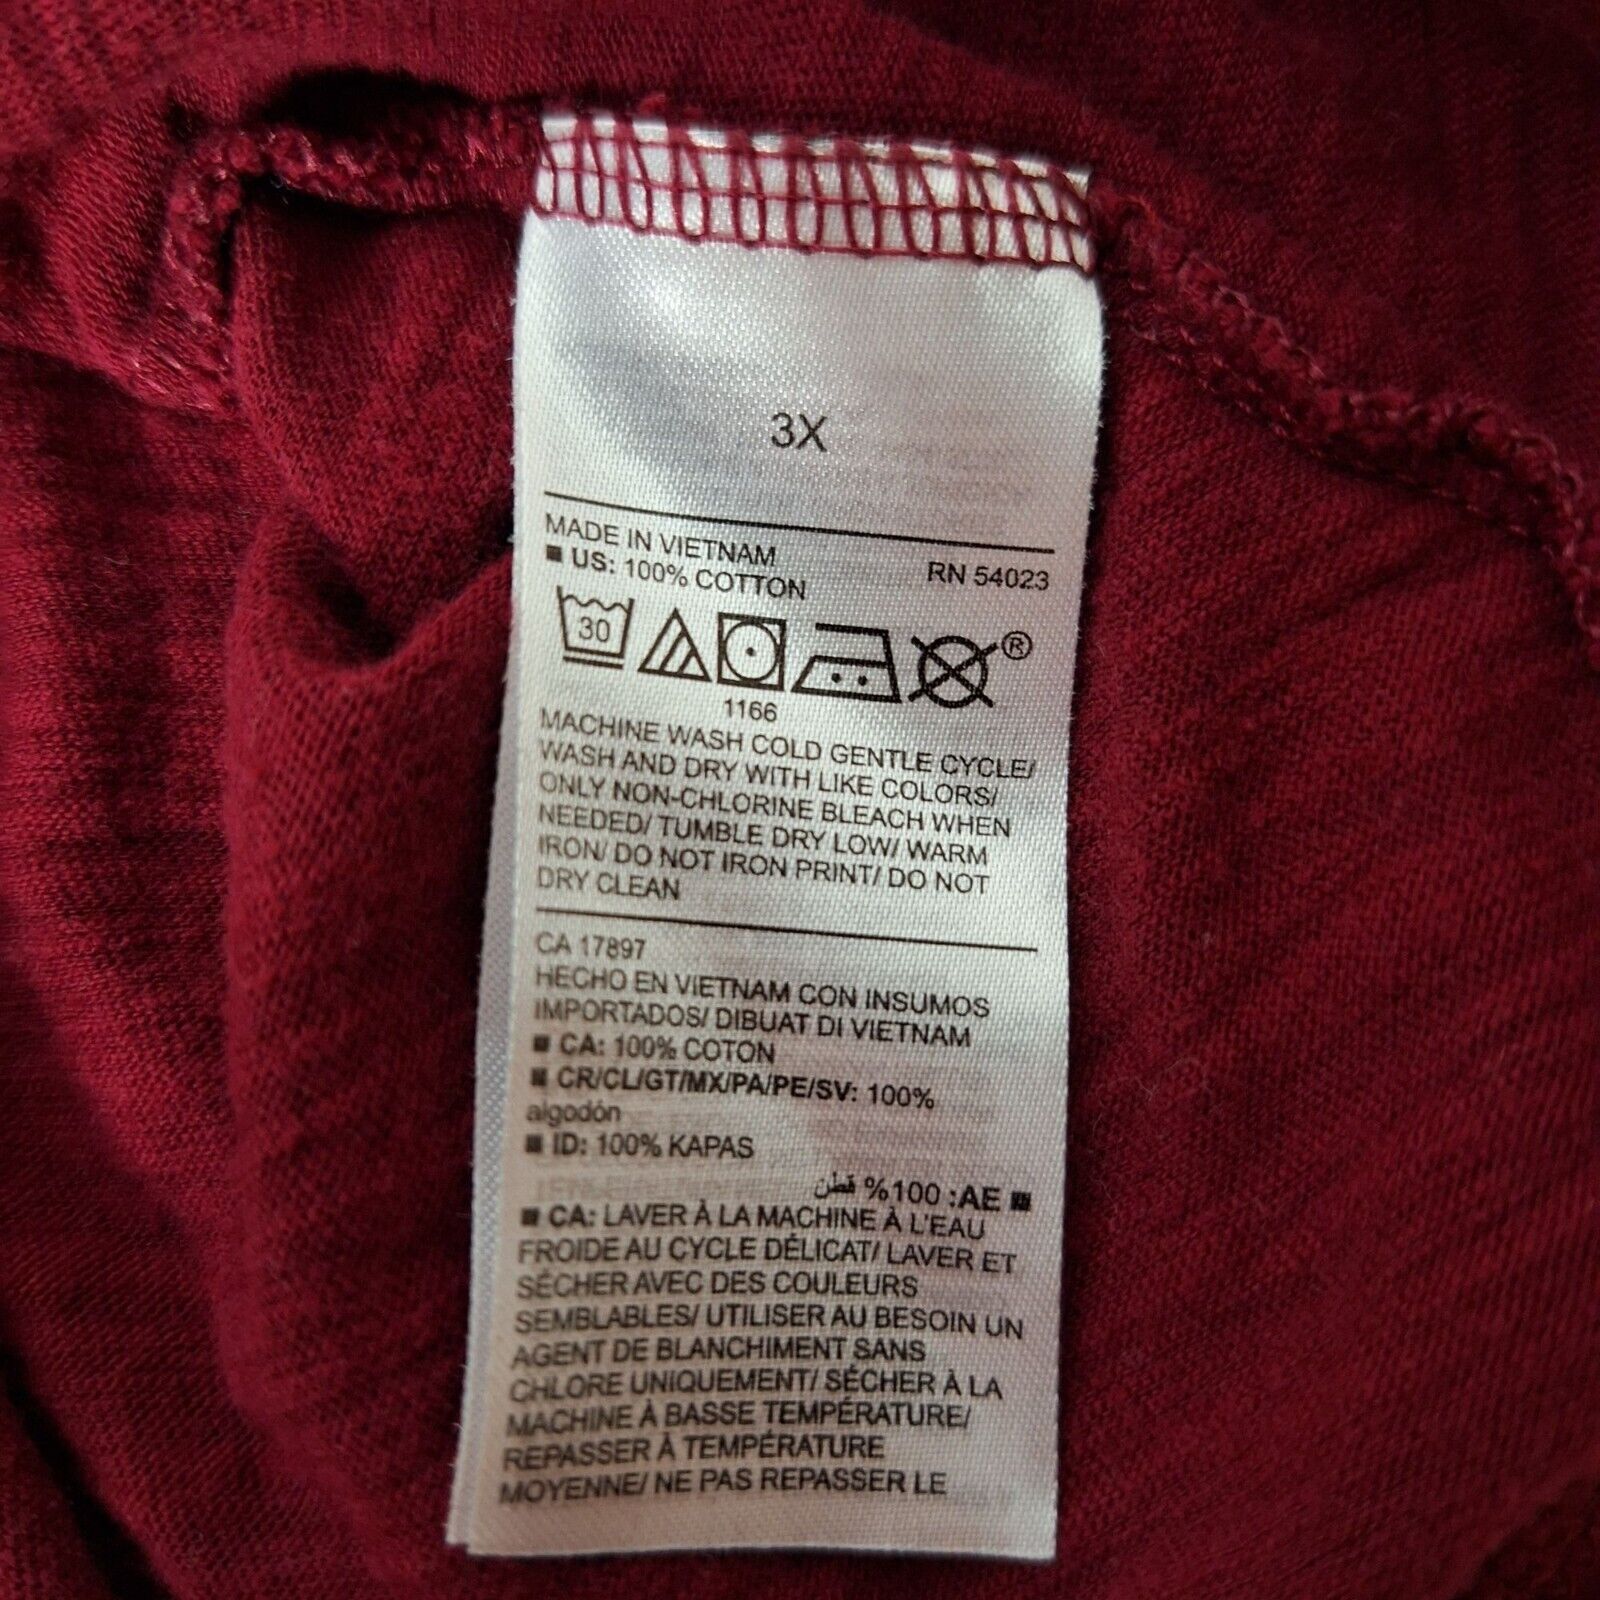 3X
MADE IN VIETNAM
RN 54023
■ US: 100% COTTON
30
®
1166
MACHINE WASH COLD GENTLE CYCLE/
WASH AND DRY WITH LIKE COLORS/
ONLY NON-CHLORINE BLEACH WHEN
NEEDED/ TUMBLE DRY LOW/ WARM
IRON/ DO NOT IRON PRINT/ DO NOT
DRY CLEAN
CA 17897
HECHO EN VIETNAM CON INSUMOS
IMPORTADOS/ DIBUAT DI VIETNAM
■ CA: 100% COTON
■ CR/CL/GT/MX/PA/PE/SV: 100%
algodón
■ ID: 100% KAPAS
■ AE: 100% قطن
■ CA: LAVER À LA MACHINE À L'EAU
FROIDE AU CYCLE DÉLICAT/ LAVER ET
SÉCHER AVEC DES COULEURS
SEMBLABLES/ UTILISER AU BESOIN UN
AGENT DE BLANCHIMENT SANS
CHLORE UNIQUEMENT/ SÉCHER À LA
MACHINE À BASSE TEMPÉRATURE/
REPASSER À TEMPÉRATURE
MOYENNE/ NE PAS REPASSER LE